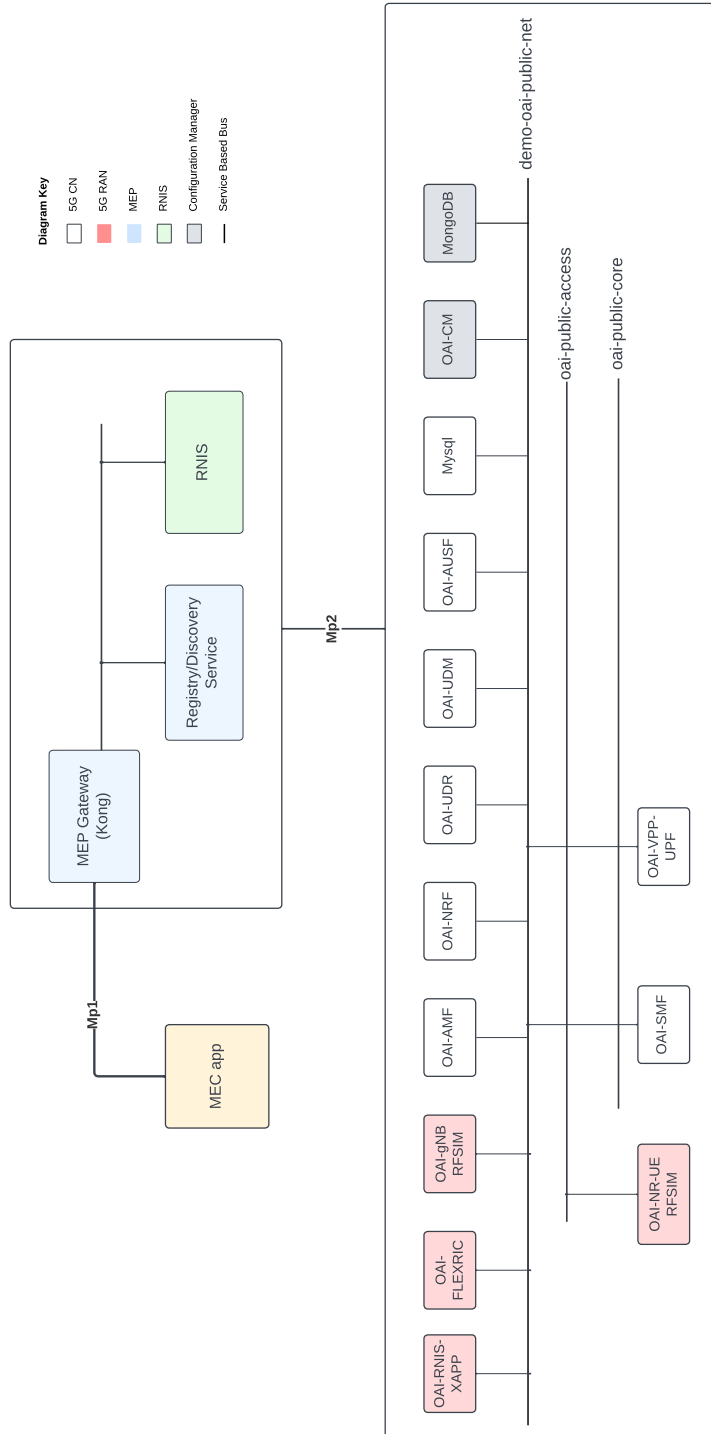 Diagram Key
5G CN
5G RAN
MEP
RNIS
Configuration Manager
Service Based Bus
MEP Gateway
(Kong)
Registry/Discovery
Service
RNIS
Mp1
MEC app
Mp2
demo-oai-public-net
OAI-RNIS-
XAPP
OAI-
FLEXRIC
OAI-gNB
RFSIM
OAI-AMF
OAI-NRF
OAI-UDR
OAI-UDM
OAI-AUSF
Mysql
OAI-CM
MongoDB
oai-public-access
oai-public-core
OAI-NR-UE
RFSIM
OAI-SMF
OAI-VPP-
UPF